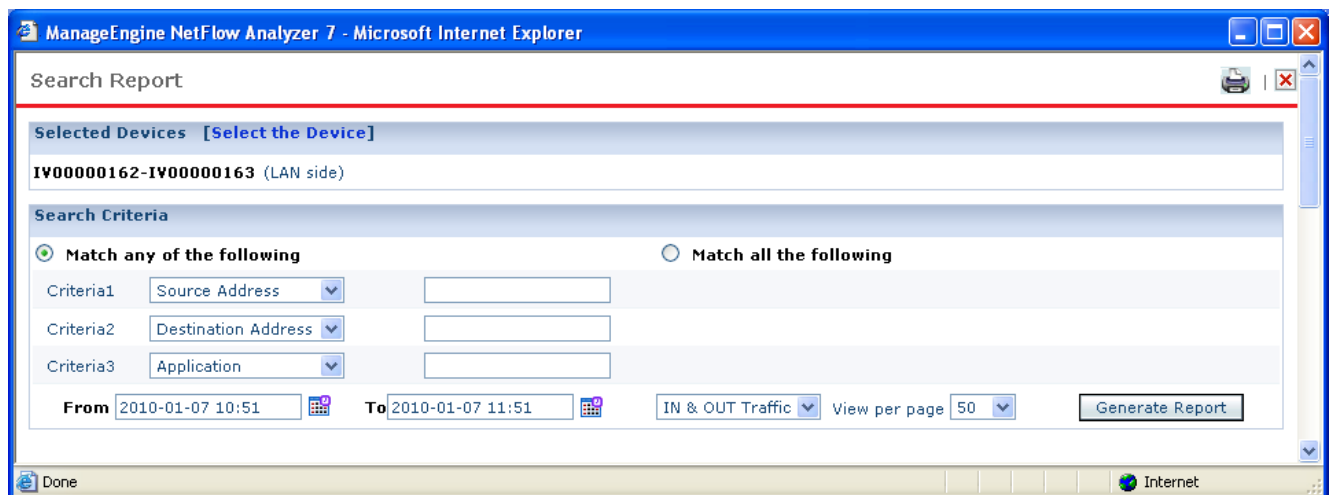 ManageEngine NetFlow Analyzer 7 - Microsoft Internet Explorer
Search Report |
Selected Devices [Select the Device]
IV00000162-IV00000163 (LAN side)
Search Criteria
Match any of the following Match all the following
Criteria1 Source Address
Criteria2 Destination Address
Criteria3 Application
From 2010-01-07 10:51 To 2010-01-07 11:51 IN & OUT Traffic View per page 50 Generate Report
Done Internet